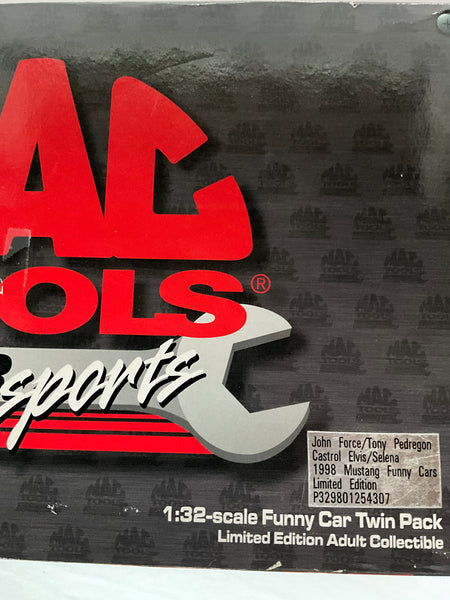 AC
OOLS®
sports
John Force/Tony Pedregon
Castrol Elvis/Selena
1998 Mustang Funny Cars
Limited Edition
P329801254307
1:32-scale Funny Car Twin Pack
Limited Edition Adult Collectible